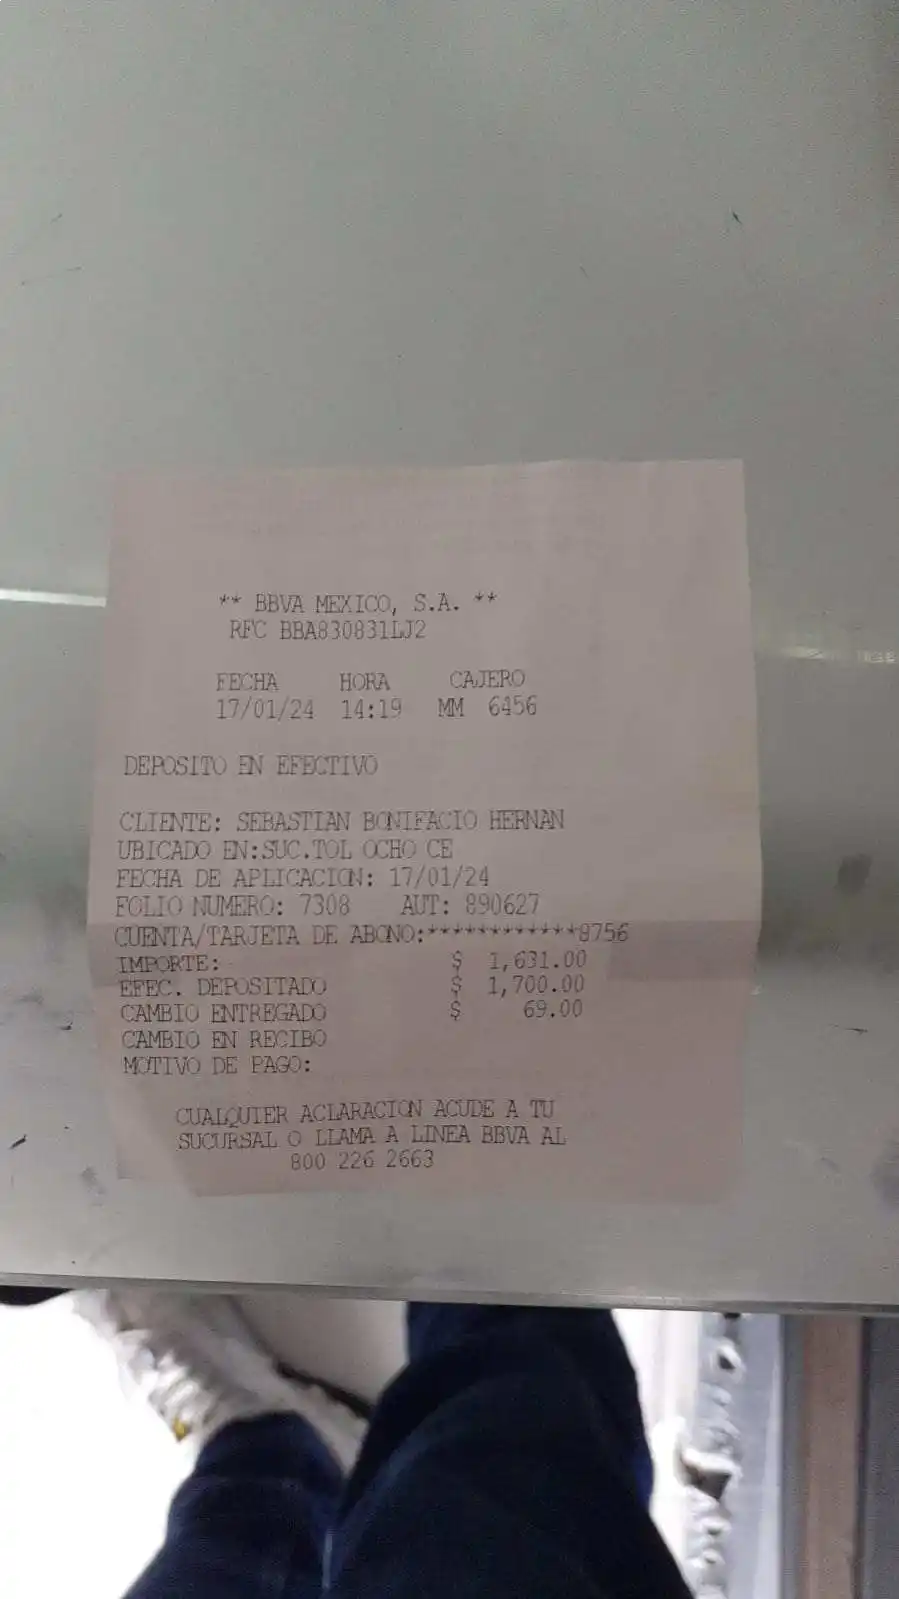 ** BBVA MEXICO, S.A. **
RFC BBA830831LJ2
FECHA HORA CAJERO
17/01/24 14:19 MM 6456
DEPOSITO EN EFECTIVO
CLIENTE: SEBASTIAN BONIFACIO HERNAN
UBICADO EN:SUC.TOL OCHO CE
FECHA DE APLICACION: 17/01/24
FOLIO NUMERO: 7308 AUT: 890627
CUENTA/TARJETA DE ABONO:************8756
IMPORTE: $ 1,631.00
EFEC. DEPOSITADO $ 1,700.00
CAMBIO ENTREGADO $ 69.00
CAMBIO EN RECIBO
MOTIVO DE PAGO:
CUALQUIER ACLARACION ACUDE A TU
SUCURSAL O LLAMA A LINEA BBVA AL
800 226 2663